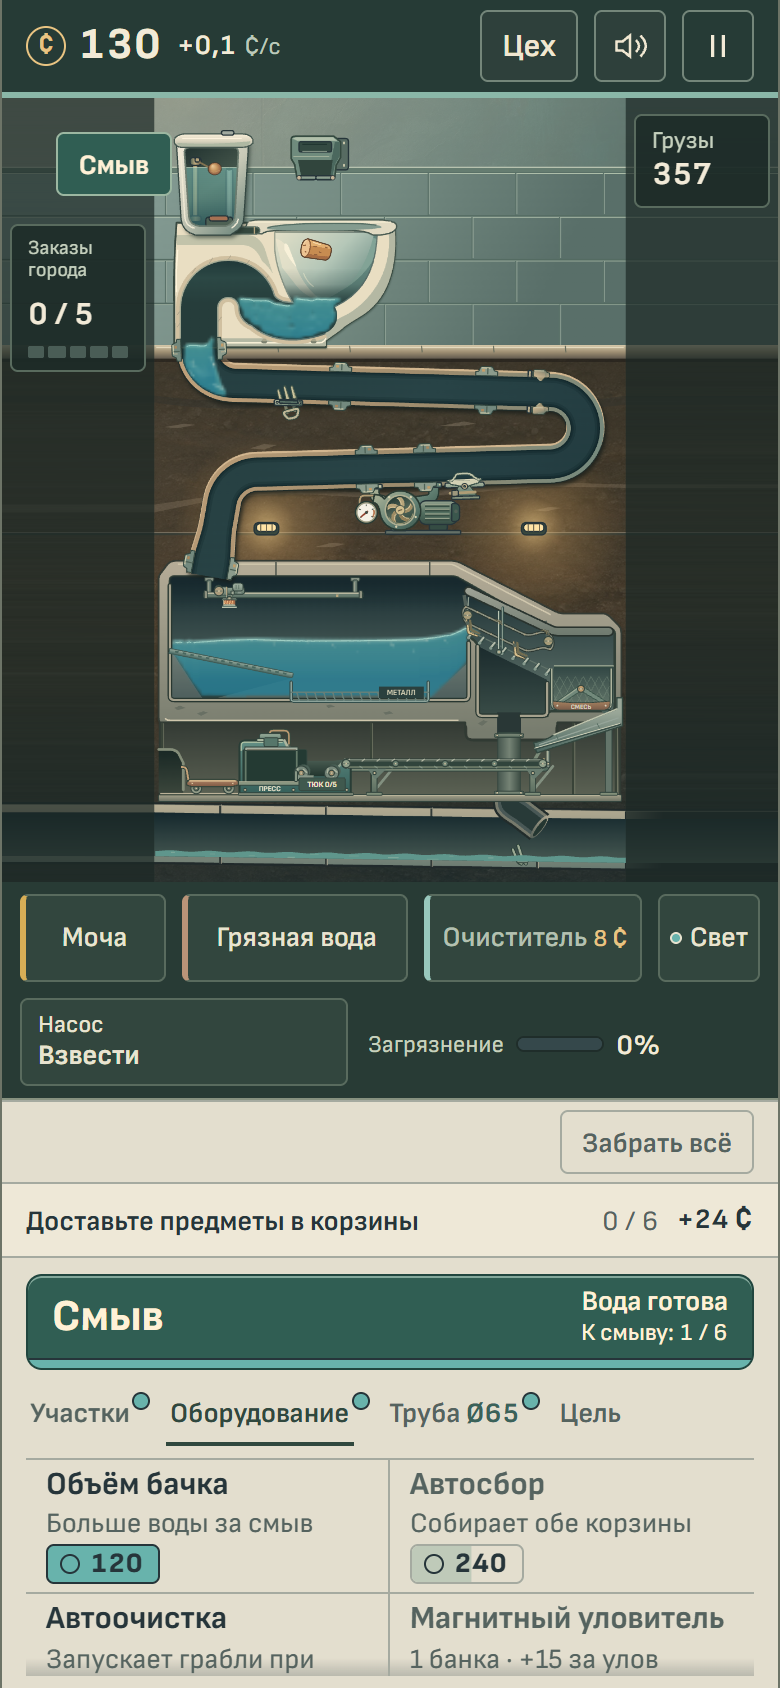 ₵ 130 +0,1 ₵/с
Цех
Смыв
Грузы
357
Заказы
города
0 / 5
МЕТАЛЛ
СМЕСЬ
ПРЕСС
ТЮК 0/5
Моча
Грязная вода
Очиститель 8 ₵
Свет
Насос
Взвести
Загрязнение 0%
Забрать всё
Доставьте предметы в корзины 0 / 6 +24 ₵
Смыв
Вода готова
К смыву: 1 / 6
Участки Оборудование Труба Ø65 Цель
Объём бачка
Больше воды за смыв
120
Автосбор
Собирает обе корзины
240
Автоочистка
Запускает грабли при
Магнитный уловитель
1 банка · +15 за улов